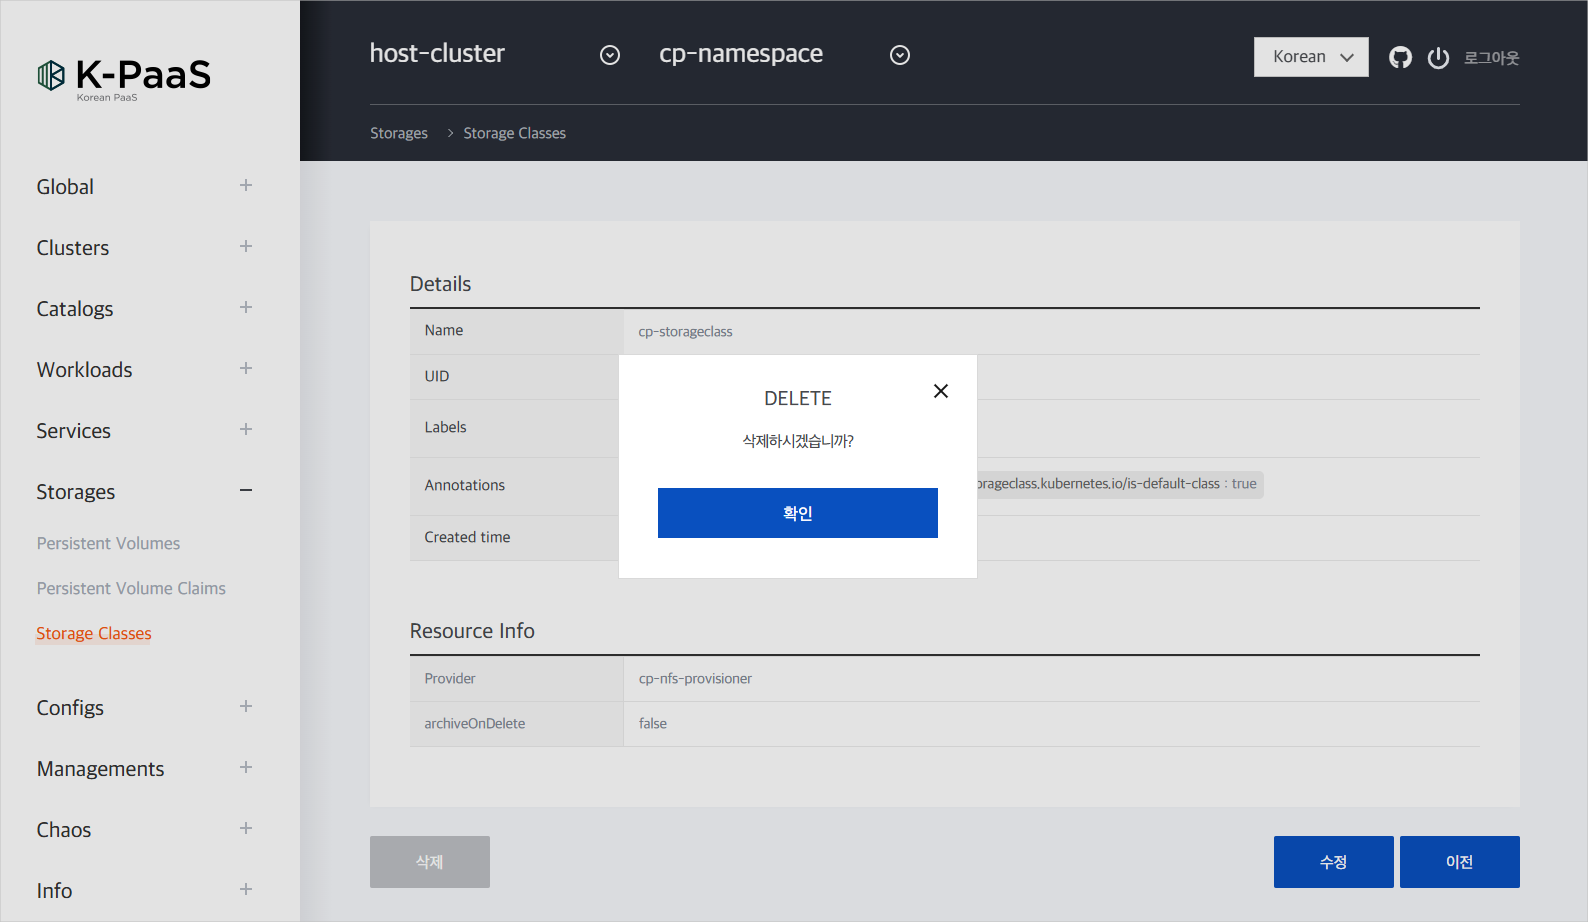 K-PaaS
Korean PaaS
host-cluster
cp-namespace
Korean
로그아웃
Storages > Storage Classes
Global
Clusters
Catalogs
Workloads
Services
Storages
Persistent Volumes
Persistent Volume Claims
Storage Classes
Configs
Managements
Chaos
Info
Details
Name cp-storageclass
UID
Labels
Annotations orageclass.kubernetes.io/is-default-class : true
Created time
DELETE
삭제하시겠습니까?
확인
Resource Info
Provider cp-nfs-provisioner
archiveOnDelete false
삭제
수정
이전